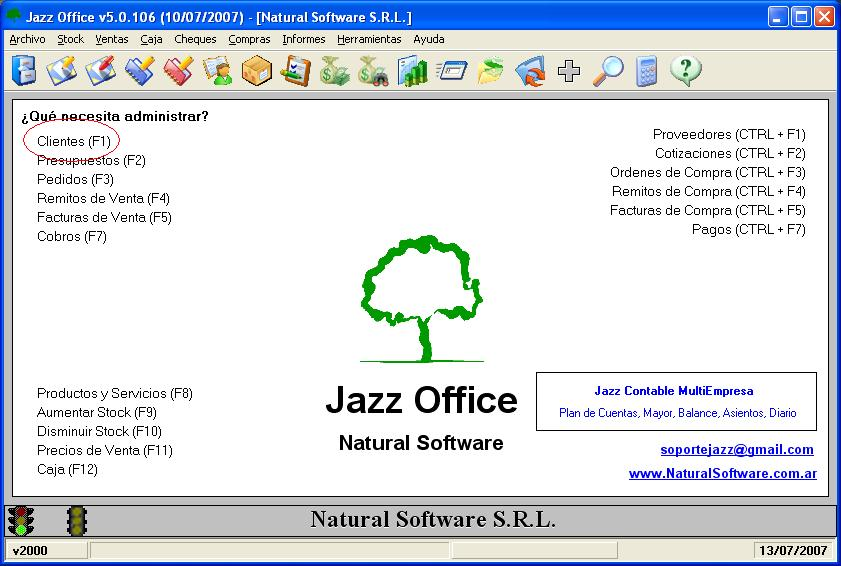 Jazz Office v5.0.106 (10/07/2007) - [Natural Software S.R.L.]
Archivo Stock Ventas Caja Cheques Compras Informes Herramientas Ayuda
¿Qué necesita administrar?
Clientes (F1)
Presupuestos (F2)
Pedidos (F3)
Remitos de Venta (F4)
Facturas de Venta (F5)
Cobros (F7)
Proveedores (CTRL + F1)
Cotizaciones (CTRL + F2)
Ordenes de Compra (CTRL + F3)
Remitos de Compra (CTRL + F4)
Facturas de Compra (CTRL + F5)
Pagos (CTRL + F7)
Productos y Servicios (F8)
Aumentar Stock (F9)
Disminuir Stock (F10)
Precios de Venta (F11)
Caja (F12)
Jazz Office
Natural Software
Jazz Contable MultiEmpresa
Plan de Cuentas, Mayor, Balance, Asientos, Diario
soportejazz@gmail.com
www.NaturalSoftware.com.ar
Natural Software S.R.L.
v2000
13/07/2007